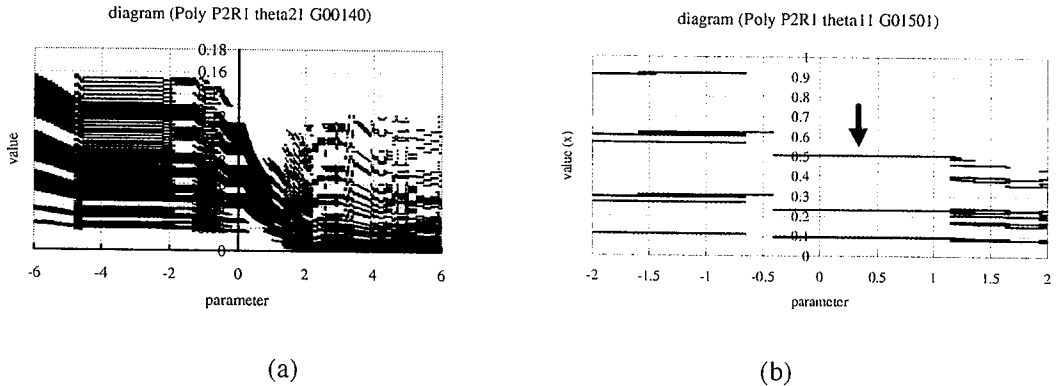 diagram (Poly P2R1 theta21 G00140)
0.18
0.16
0
value
-6 -4 -2 0 2 4 6
parameter
(a)
diagram (Poly P2R1 theta11 G01501)
1
0.9
0.8
0.7
0.6
0.5
0.4
0.3
0.2
0.1
0
value (x)
-2 -1.5 -1 -0.5 0 0.5 1 1.5 2
parameter
(b)